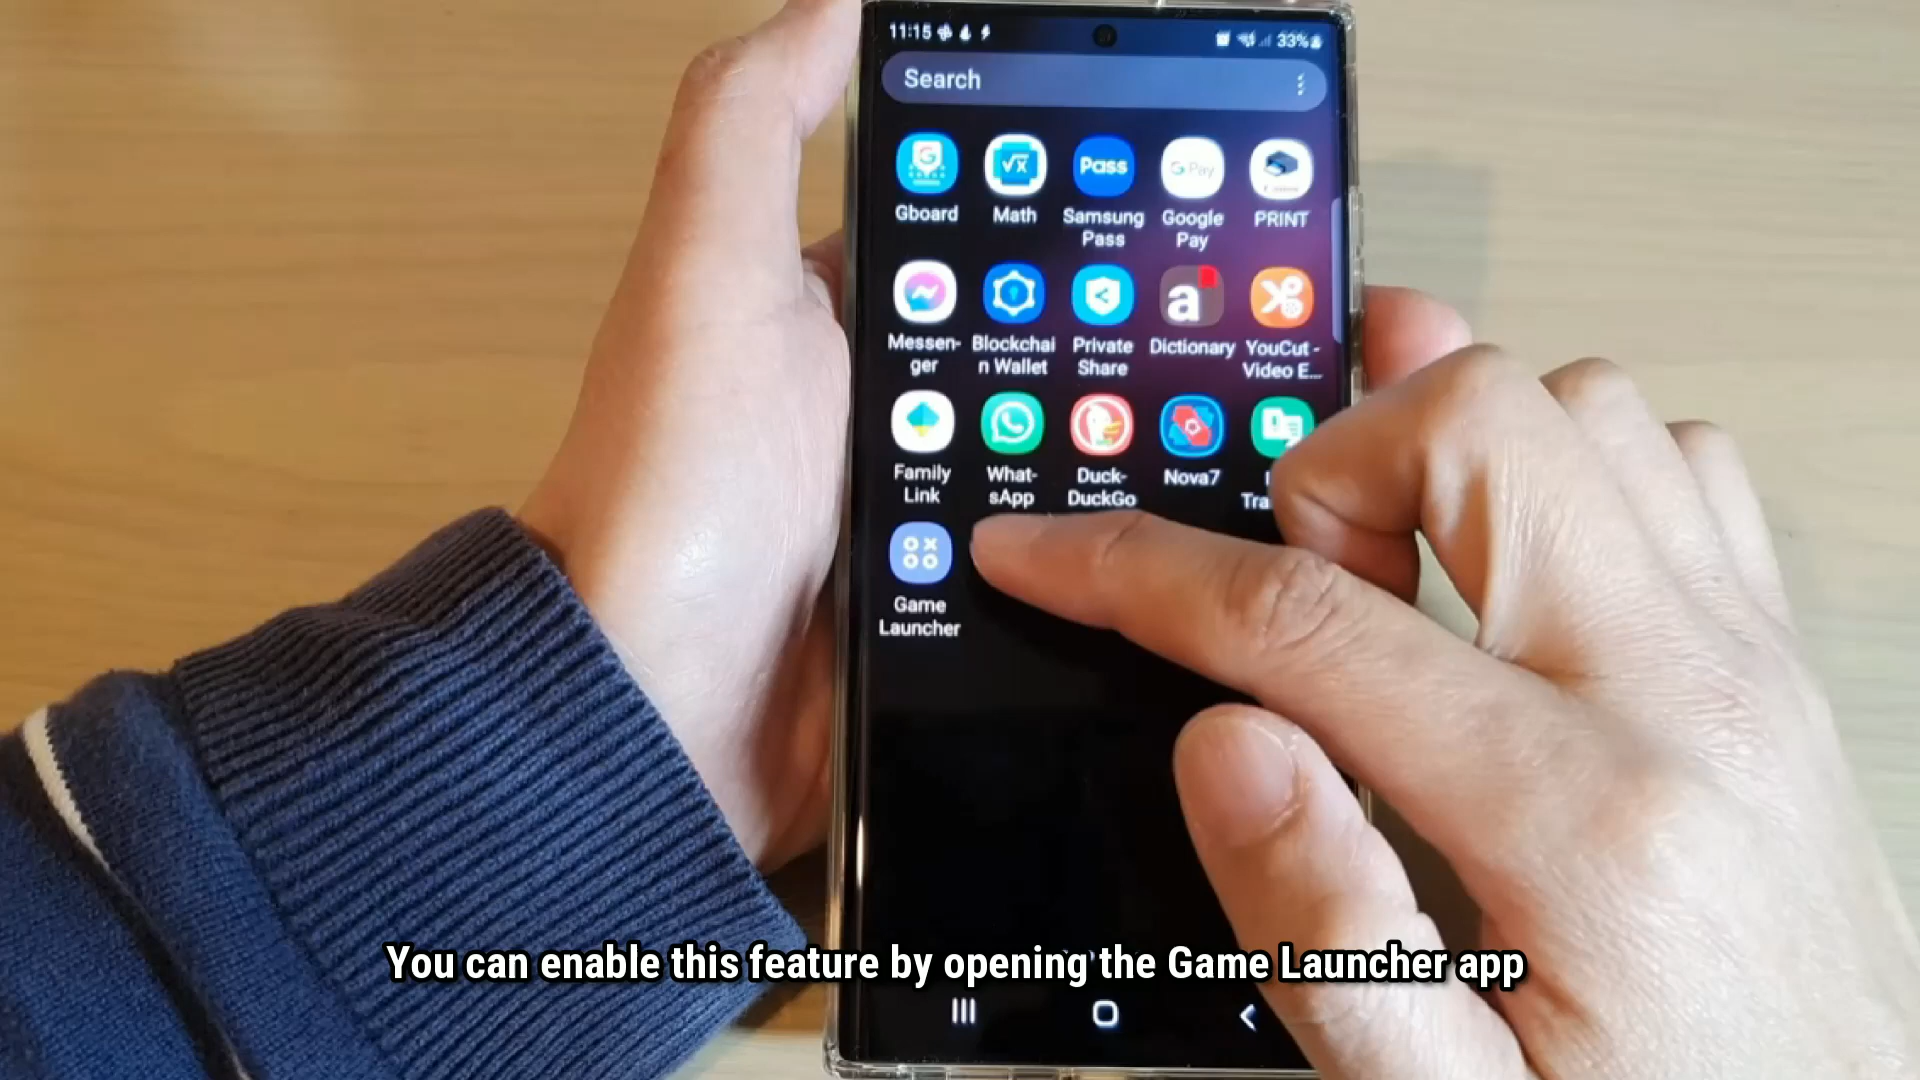 11:15 33%
Search
G
√x
Pass
G Pay
Gboard Math Samsung Pass Google Pay PRINT
a
Messen-
ger
Blockchai
n Wallet
Private
Share
Dictionary
YouCut -
Video E...
Family
Link
What-
sApp
Duck-
DuckGo
Nova7
Game
Launcher
You can enable this feature by opening the Game Launcher app